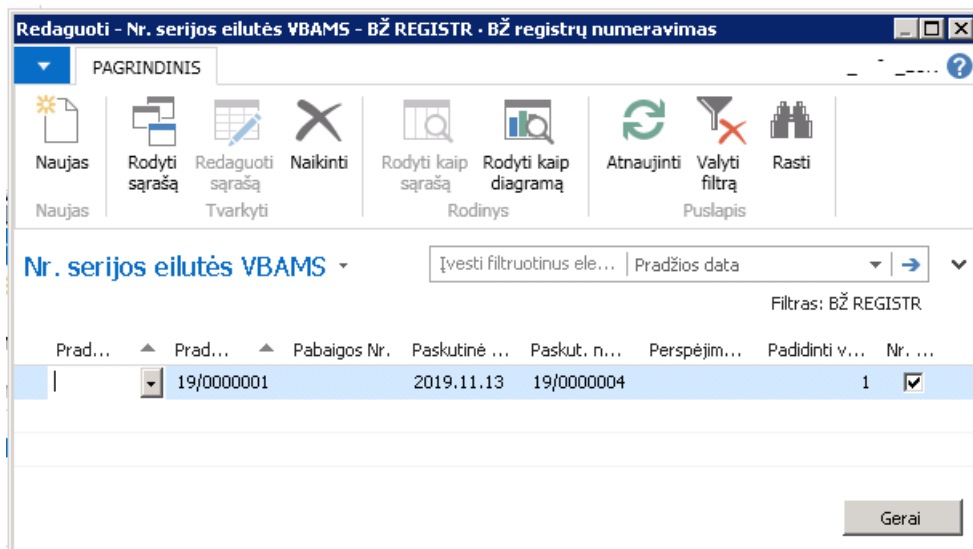 Redaguoti - Nr. serijos eilutės VBAMS - BŽ REGISTR · BŽ registrų numeravimas
PAGRINDINIS
Naujas
Rodyti sąrašą
Redaguoti sąrašą
Naikinti
Rodyti kaip sąrašą
Rodyti kaip diagramą
Atnaujinti
Valyti filtrą
Rasti
Naujas
Tvarkyti
Rodinys
Puslapis
Nr. serijos eilutės VBAMS
Įvesti filtruotinus ele... Pradžios data
Filtras: BŽ REGISTR
Prad... Prad... Pabaigos Nr. Paskutinė ... Paskut. n... Perspėjim... Padidinti v... Nr. ...
19/0000001 2019.11.13 19/0000004 1
Gerai